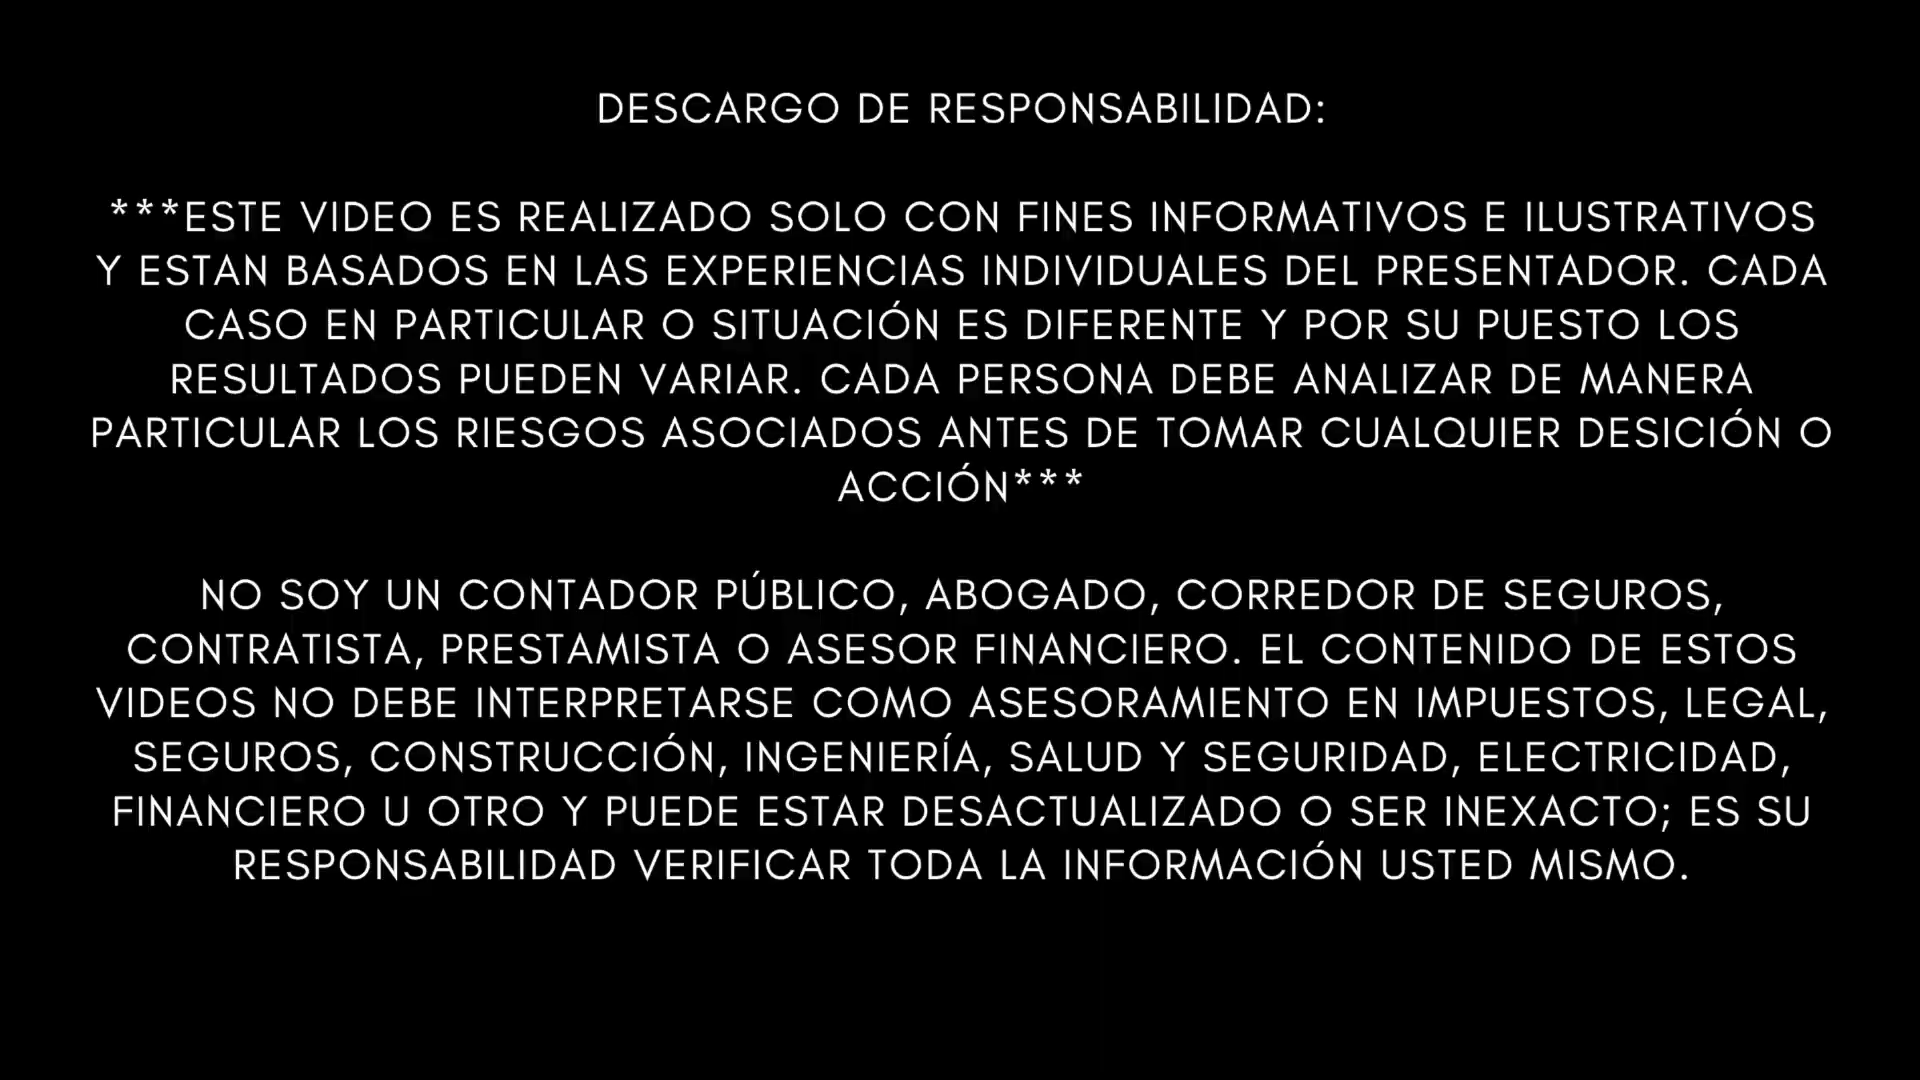 DESCARGO DE RESPONSABILIDAD:
***ESTE VIDEO ES REALIZADO SOLO CON FINES INFORMATIVOS E ILUSTRATIVOS
Y ESTAN BASADOS EN LAS EXPERIENCIAS INDIVIDUALES DEL PRESENTADOR. CADA
CASO EN PARTICULAR O SITUACIÓN ES DIFERENTE Y POR SU PUESTO LOS
RESULTADOS PUEDEN VARIAR. CADA PERSONA DEBE ANALIZAR DE MANERA
PARTICULAR LOS RIESGOS ASOCIADOS ANTES DE TOMAR CUALQUIER DESICIÓN O
ACCIÓN***
NO SOY UN CONTADOR PÚBLICO, ABOGADO, CORREDOR DE SEGUROS,
CONTRATISTA, PRESTAMISTA O ASESOR FINANCIERO. EL CONTENIDO DE ESTOS
VIDEOS NO DEBE INTERPRETARSE COMO ASESORAMIENTO EN IMPUESTOS, LEGAL,
SEGUROS, CONSTRUCCIÓN, INGENIERÍA, SALUD Y SEGURIDAD, ELECTRICIDAD,
FINANCIERO U OTRO Y PUEDE ESTAR DESACTUALIZADO O SER INEXACTO; ES SU
RESPONSABILIDAD VERIFICAR TODA LA INFORMACIÓN USTED MISMO.